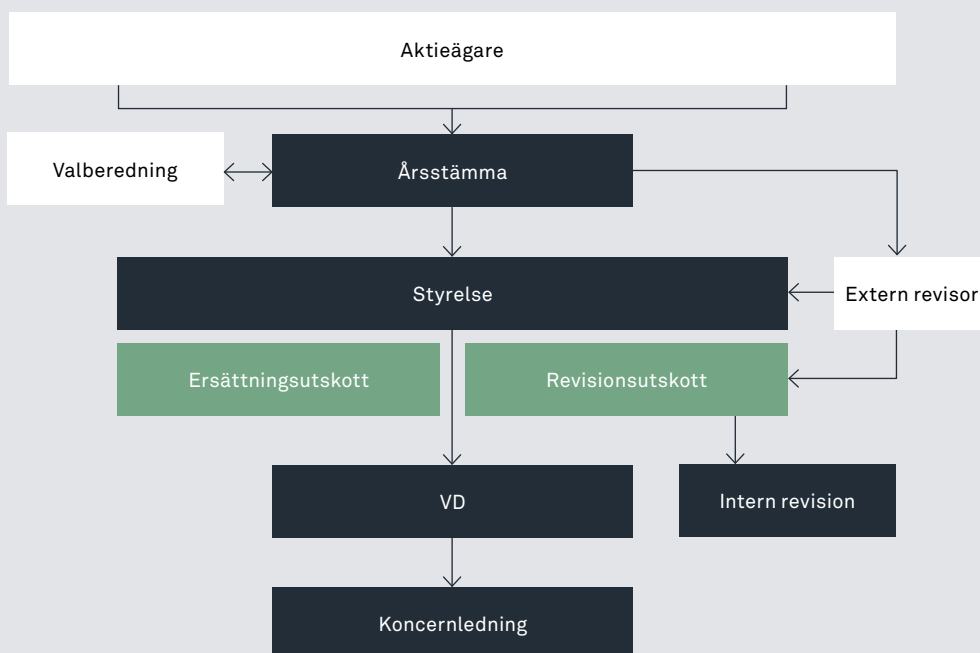 Aktieägare
Valberedning
Årsstämma
Styrelse
Extern revisor
Ersättningsutskott
Revisionsutskott
VD
Intern revision
Koncernledning